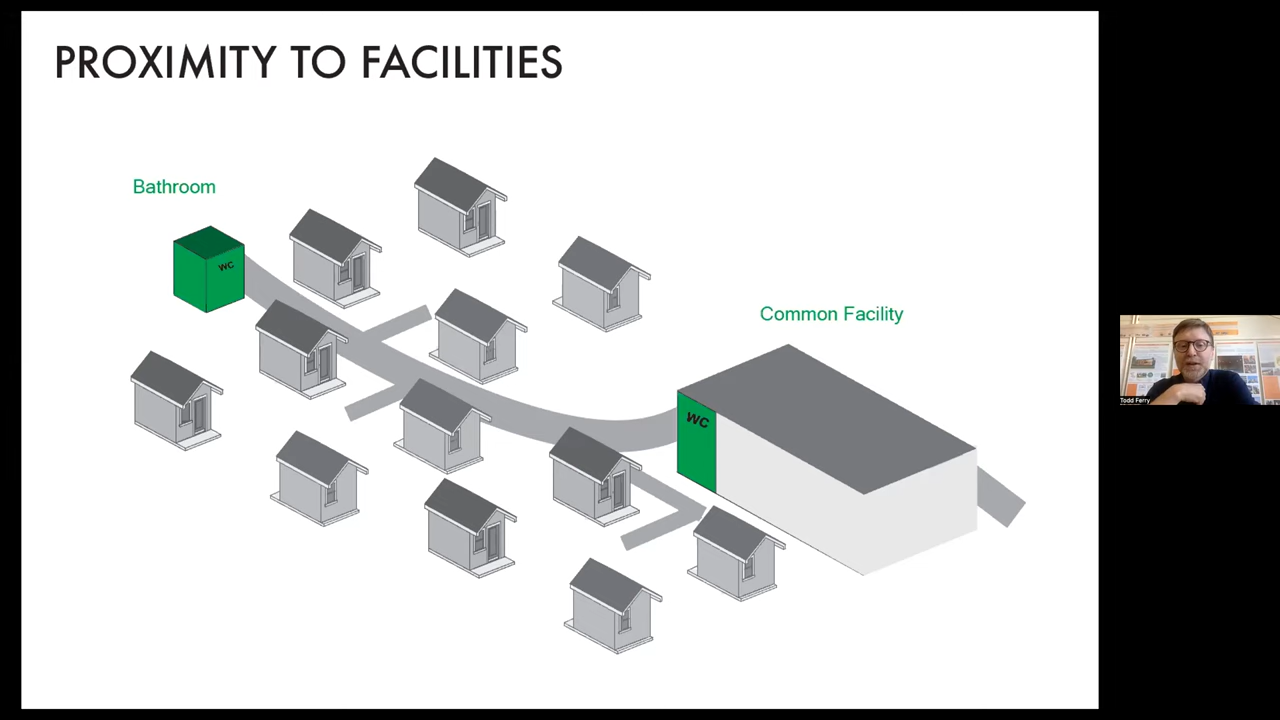 PROXIMITY TO FACILITIES
Bathroom
WC
Common Facility
WC
Todd Ferry